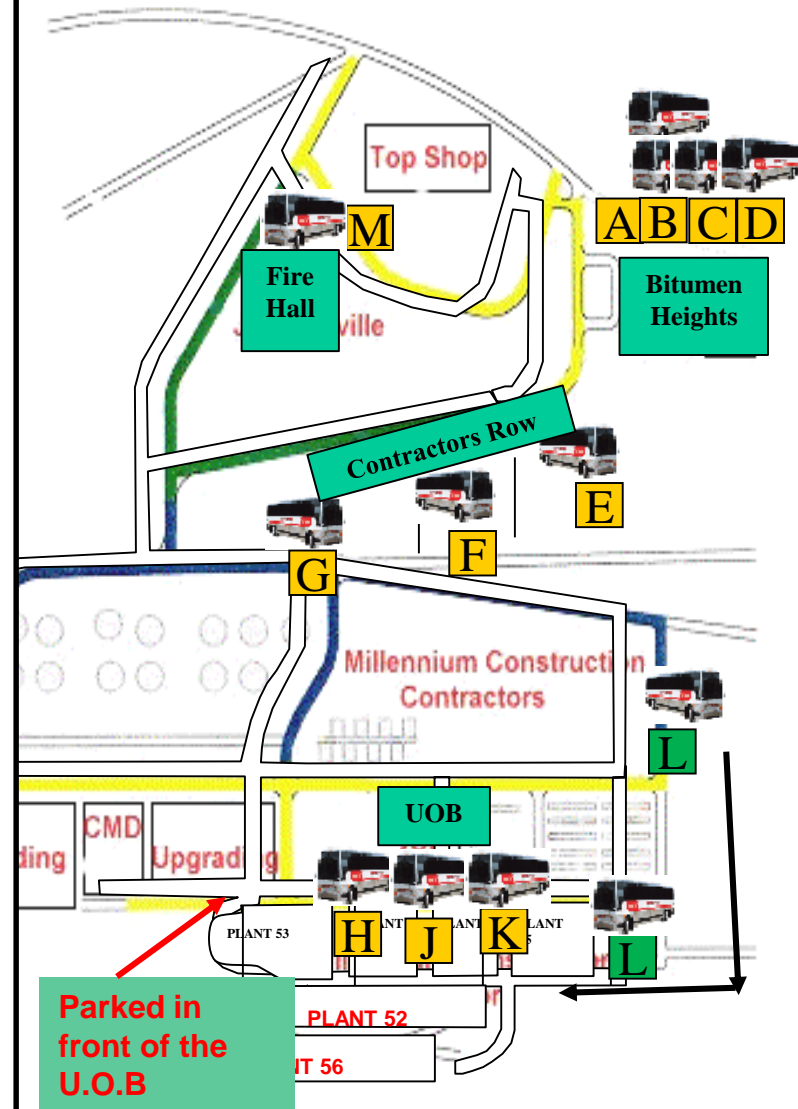 Top Shop
M
A B C D
Fire
Hall
Bitumen
Heights
ville
Contractors Row
E
F
G
Millennium Construction
Contractors
L
UOB
CMD
ding
Upgrading
PLANT 53
H
J
K
PLANT
L
PLANT 52
Parked in
front of the
U.O.B
NT 56